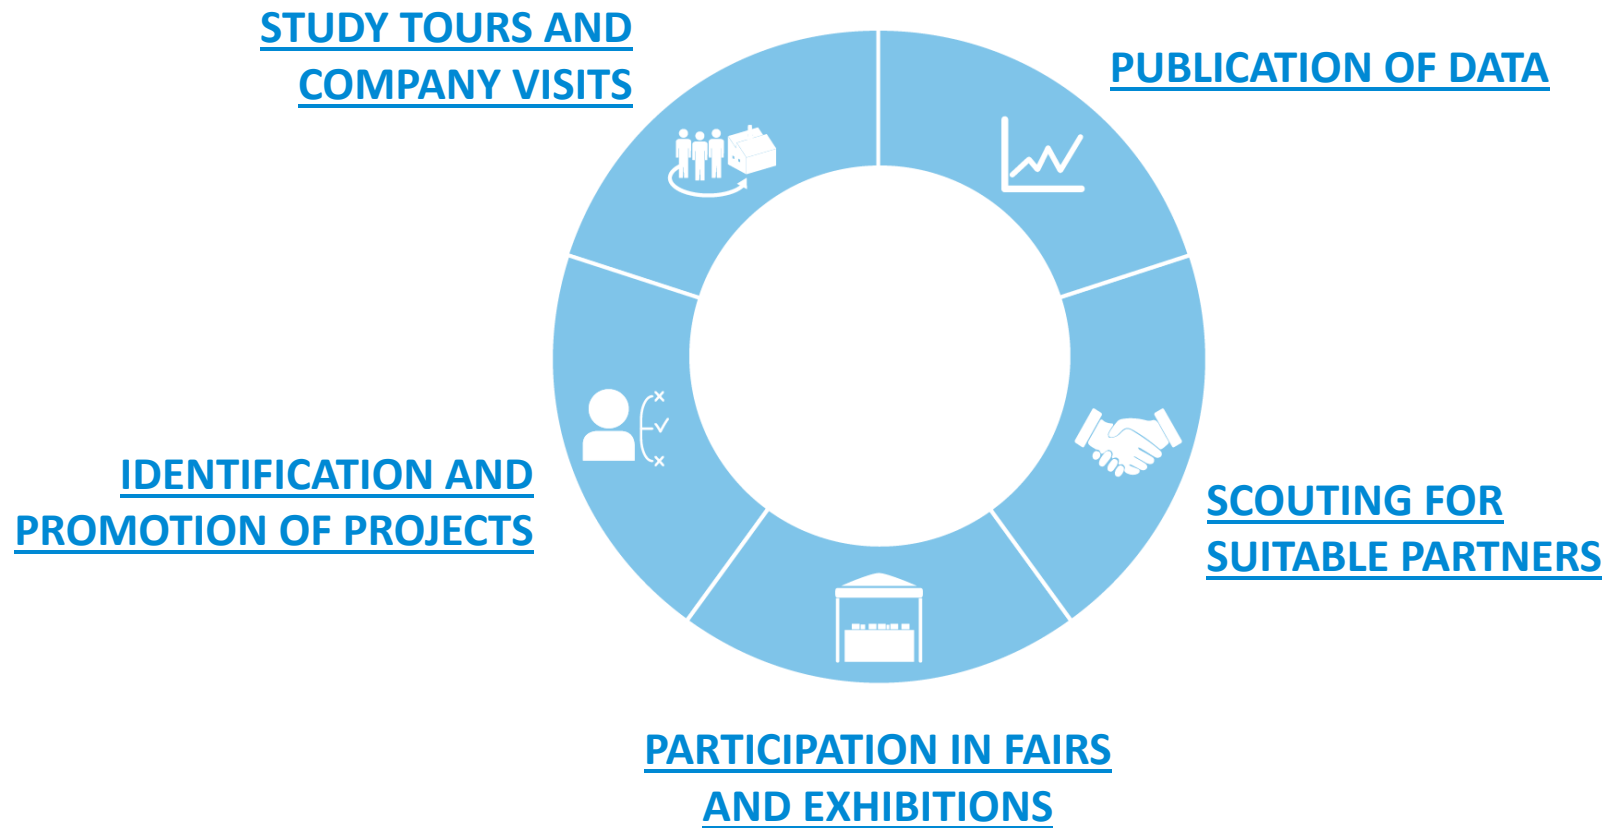 STUDY TOURS AND
COMPANY VISITS
PUBLICATION OF DATA
IDENTIFICATION AND
PROMOTION OF PROJECTS
SCOUTING FOR
SUITABLE PARTNERS
PARTICIPATION IN FAIRS
AND EXHIBITIONS